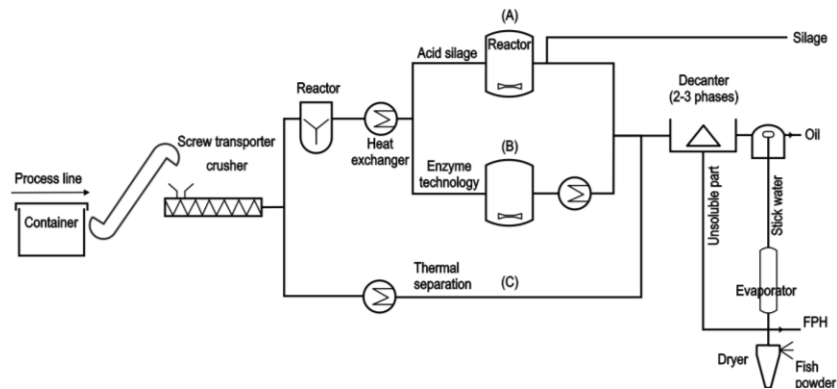 Process line
Container
Screw transporter
crusher
Reactor
Heat
exchanger
Acid silage
(A)
Reactor
Silage
Enzyme
technology
(B)
Thermal
separation
(C)
Decanter
(2-3 phases)
Oil
Unsoluble part
Stick water
Evaporator
FPH
Dryer
Fish
powder